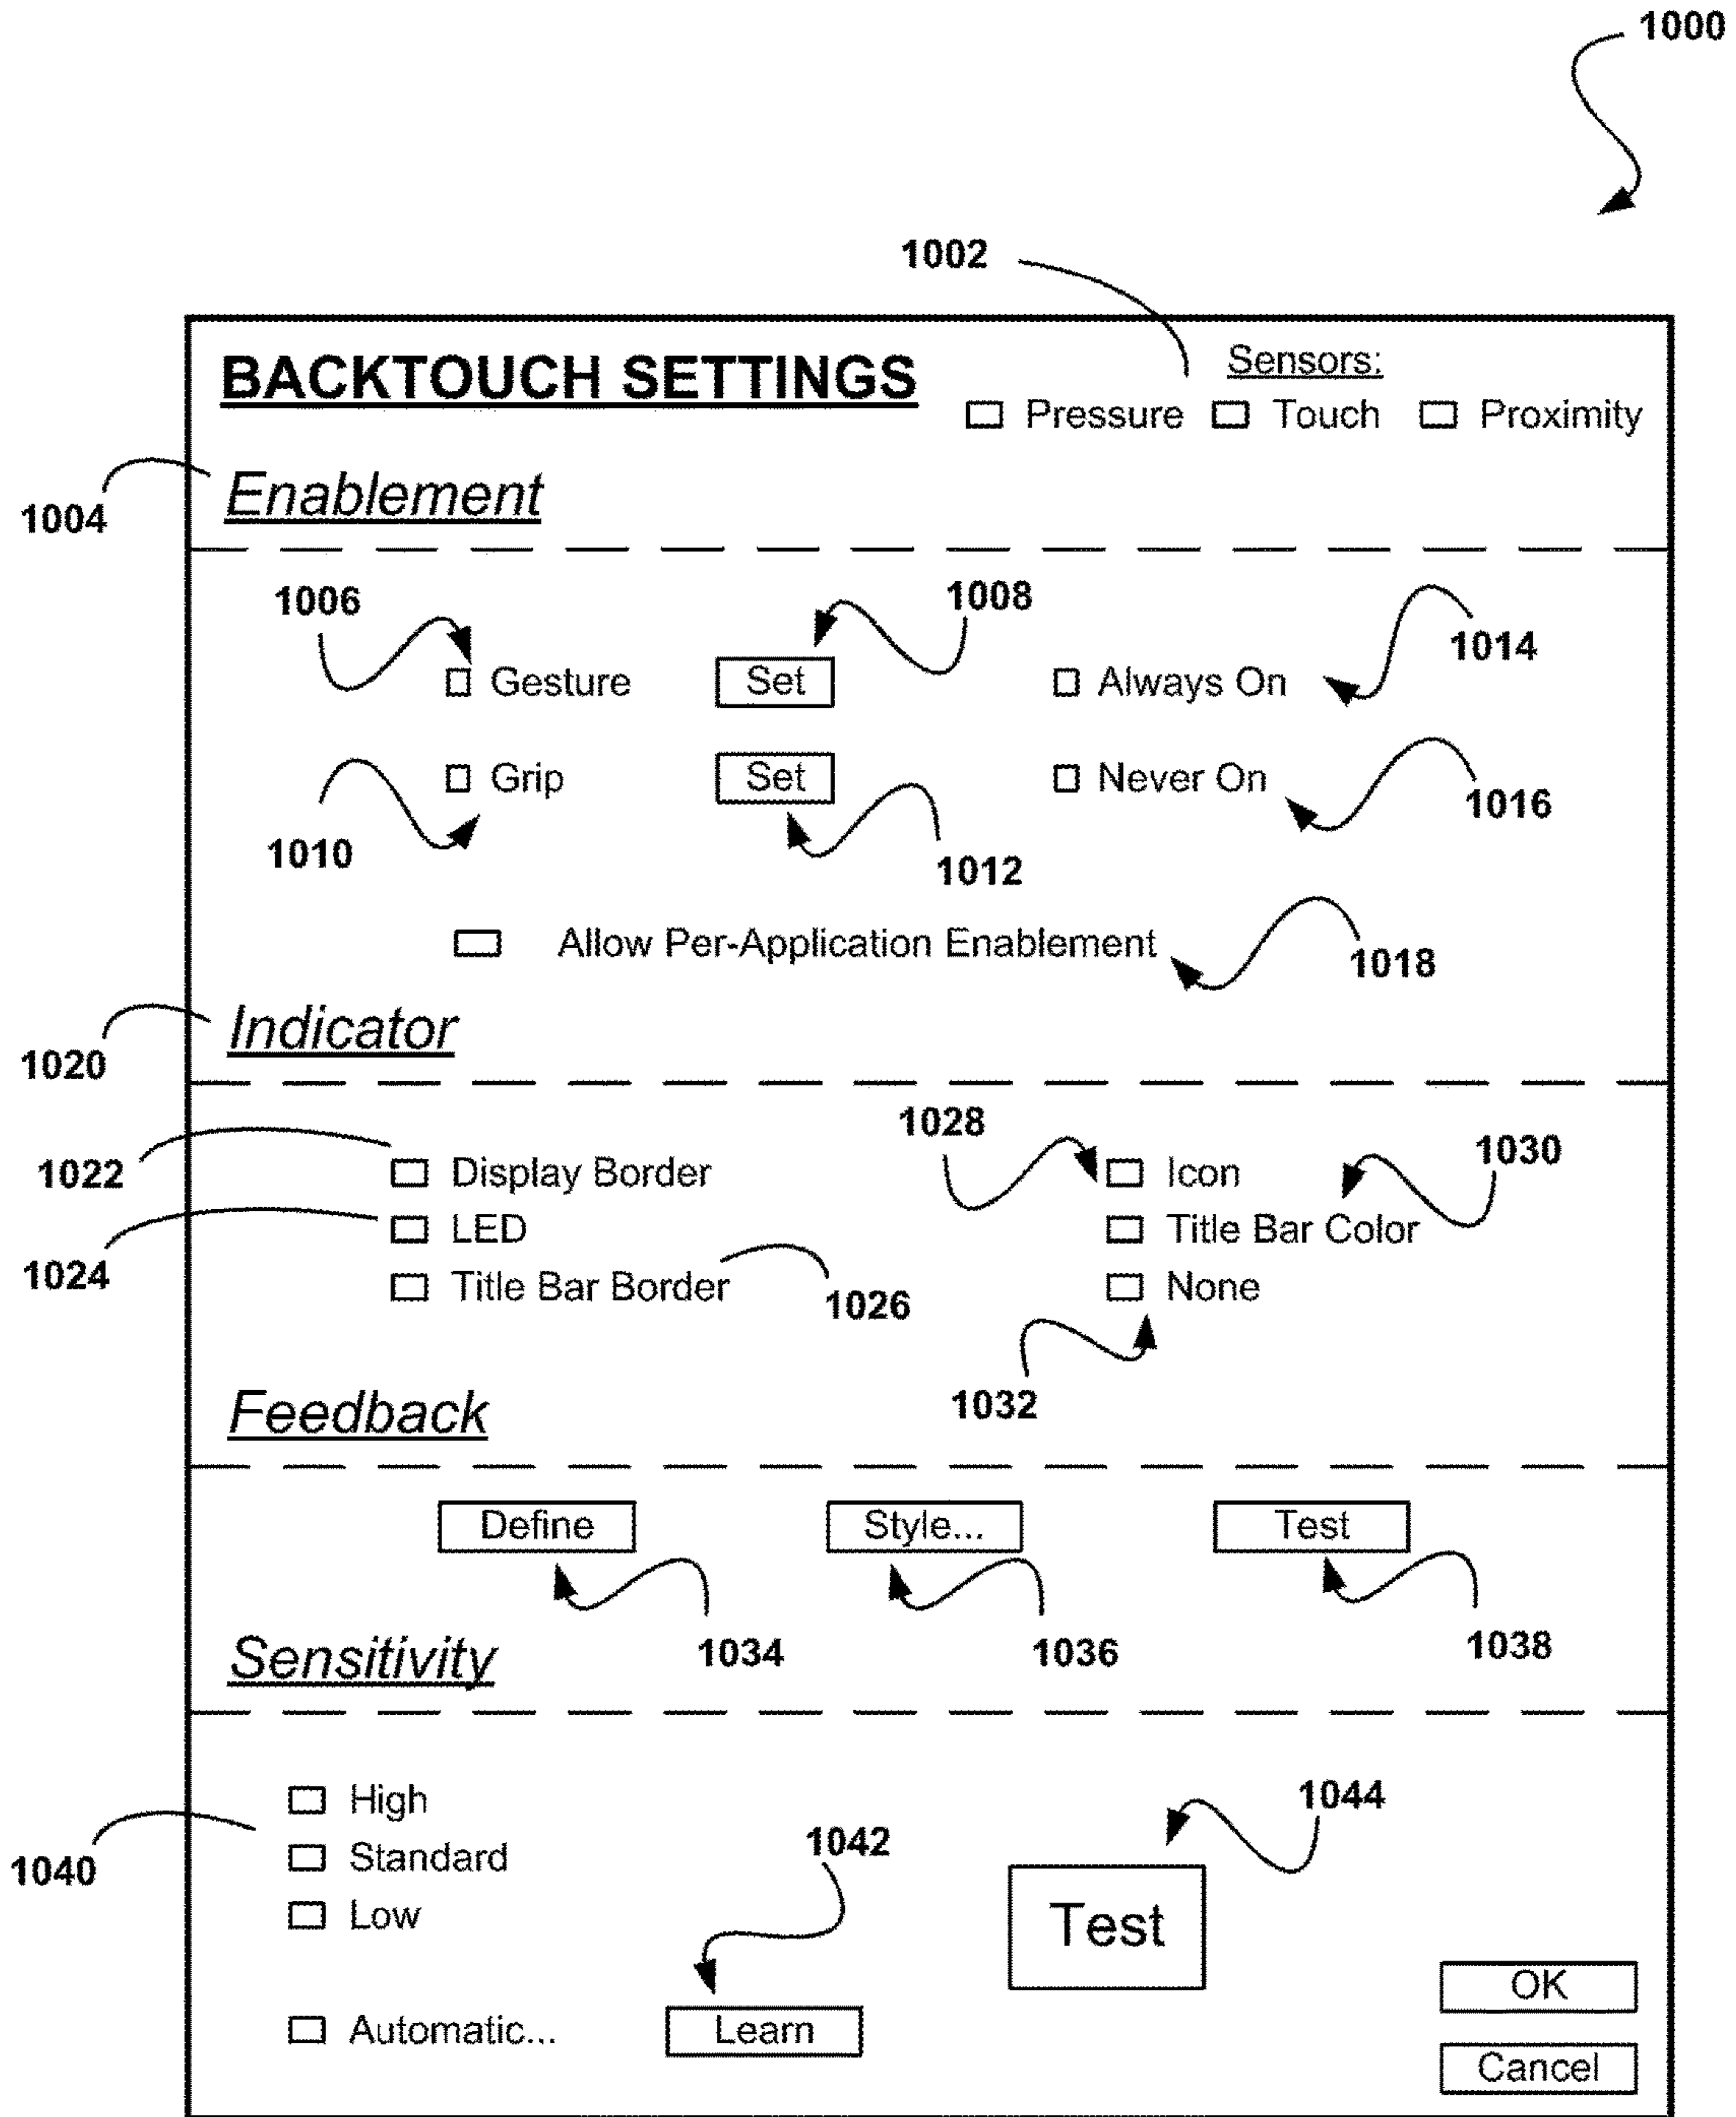 1000
1002
BACKTOUCH SETTINGS
Sensors:
Pressure Touch Proximity
1004
Enablement
1006 1008 1014
Gesture Set Always On
Grip Set Never On
1010 1012 1016
Allow Per-Application Enablement
1018
1020
Indicator
1028 1030
1022
Display Border Icon
LED Title Bar Color
1024
Title Bar Border None
1026
1032
Feedback
Define Style... Test
1034 1036 1038
Sensitivity
High
1044
1042
1040
Standard
Low
Test
OK
Automatic... Learn
Cancel